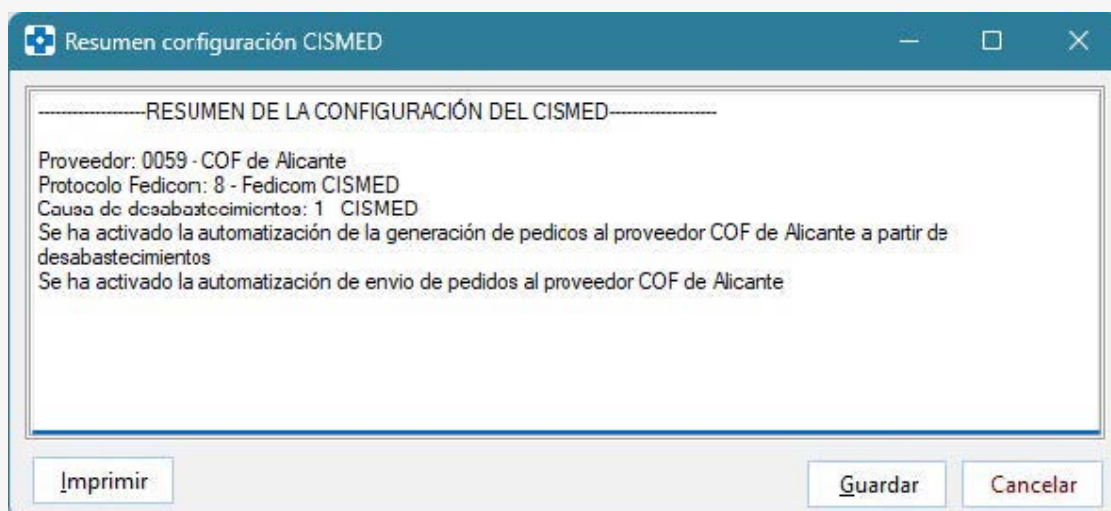 Resumen configuración CISMED
-------------------RESUMEN DE LA CONFIGURACIÓN DEL CISMED-------------------
Proveedor: 0059 - COF de Alicante
Protocolo Fedicom: 8 - Fedicom CISMED
Causa de desabastecimientos: 1 CISMED
Se ha activado la automatización de la generación de pedicos al proveedor COF de Alicante a partir de
desabastecimientos
Se ha activado la automatización de envio de pedidos al proveedor COF de Alicante
Imprimir
Guardar
Cancelar